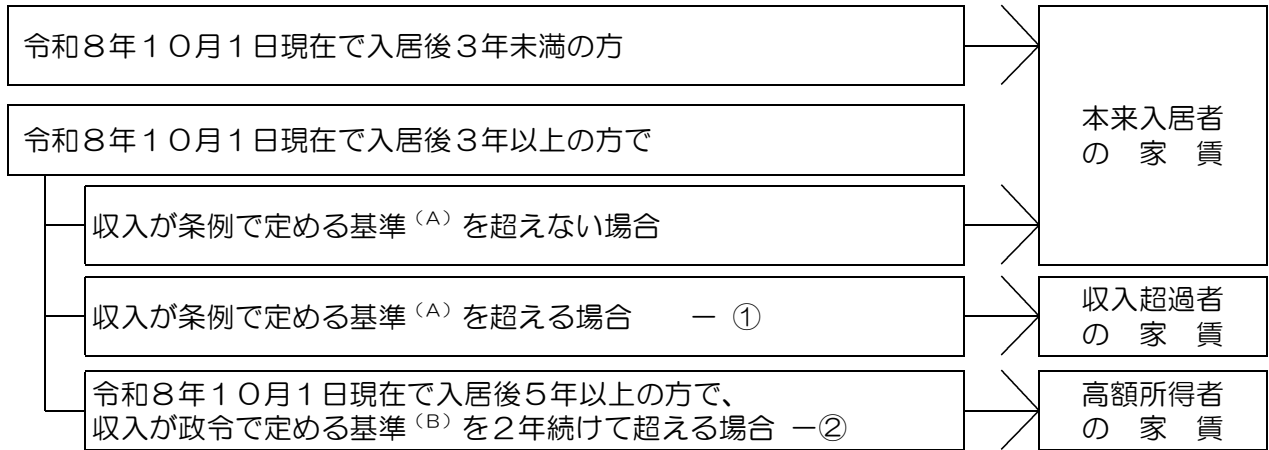 令和８年１０月１日現在で入居後３年未満の方
令和８年１０月１日現在で入居後３年以上の方で
本来入居者
の　家　賃
収入が条例で定める基準（A）を超えない場合
収入が条例で定める基準（A）を超える場合　　－ ①
収入超過者
の　家　賃
令和８年１０月１日現在で入居後５年以上の方で、
収入が政令で定める基準（B）を２年続けて超える場合 －②
高額所得者
の　家　賃